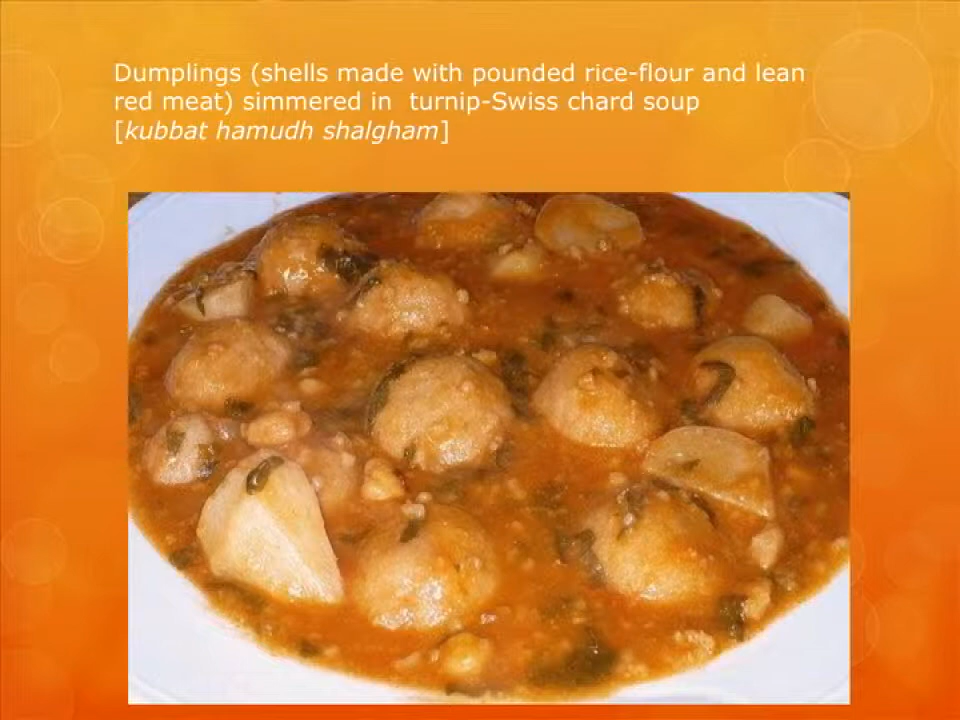 Dumplings (shells made with pounded rice-flour and lean
red meat) simmered in  turnip-Swiss chard soup
[kubbat hamudh shalgham]